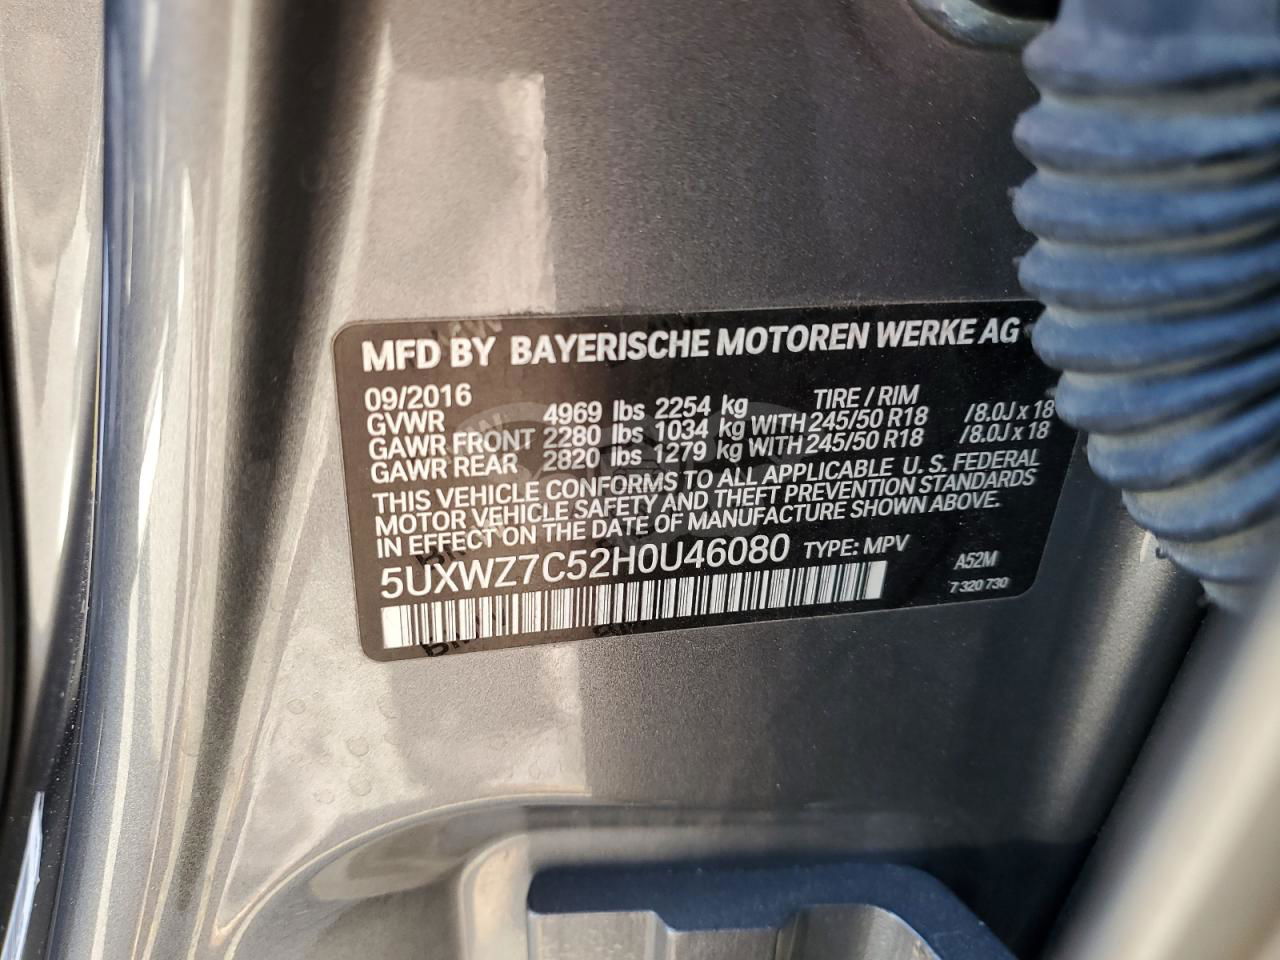 MFD BY BAYERISCHE MOTOREN WERKE AG
09/2016 TIRE / RIM
GVWR 4969 lbs 2254 kg
GAWR FRONT 2280 lbs 1034 kg WITH 245/50 R18 /8.0J x 18
GAWR REAR 2820 lbs 1279 kg WITH 245/50 R18 /8.0J x 18
THIS VEHICLE CONFORMS TO ALL APPLICABLE U. S. FEDERAL
MOTOR VEHICLE SAFETY AND THEFT PREVENTION STANDARDS
IN EFFECT ON THE DATE OF MANUFACTURE SHOWN ABOVE.
5UXWZ7C52H0U46080 TYPE: MPV A52M
7 320 730